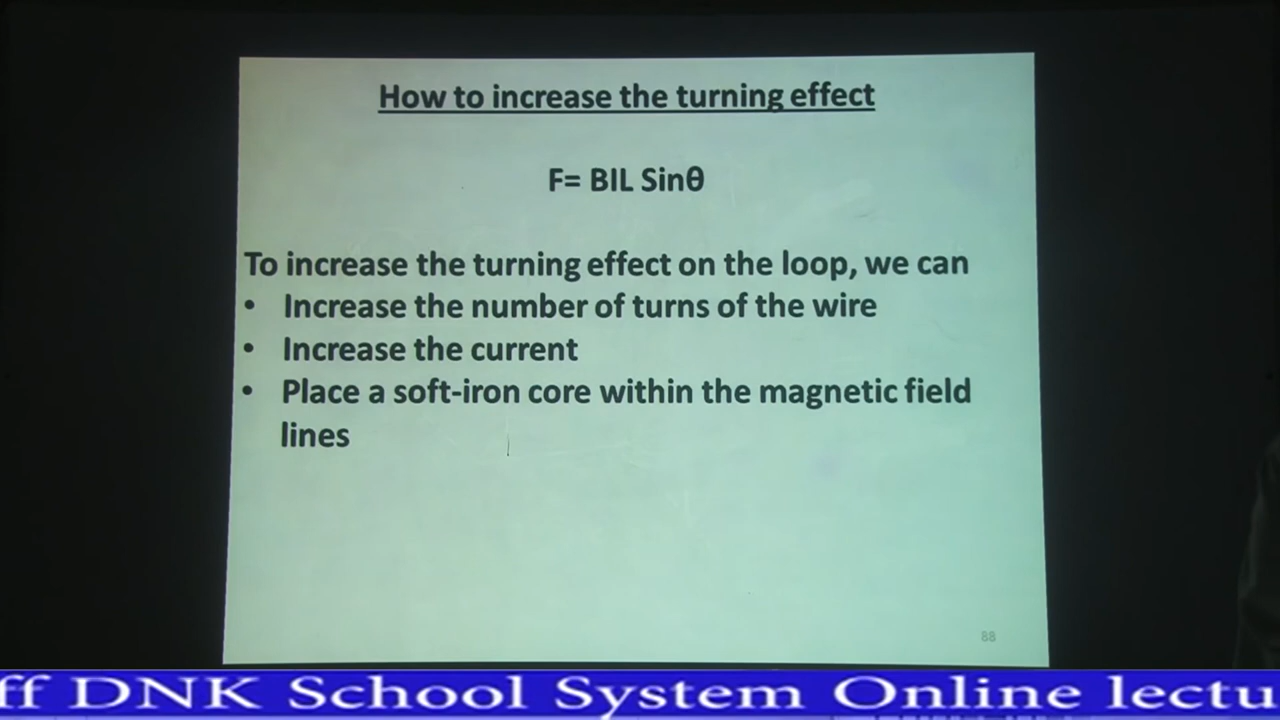 How to increase the turning effect
F= BIL Sinθ
To increase the turning effect on the loop, we can
• Increase the number of turns of the wire
• Increase the current
• Place a soft-iron core within the magnetic field
lines
88
ff DNK School System Online lectu